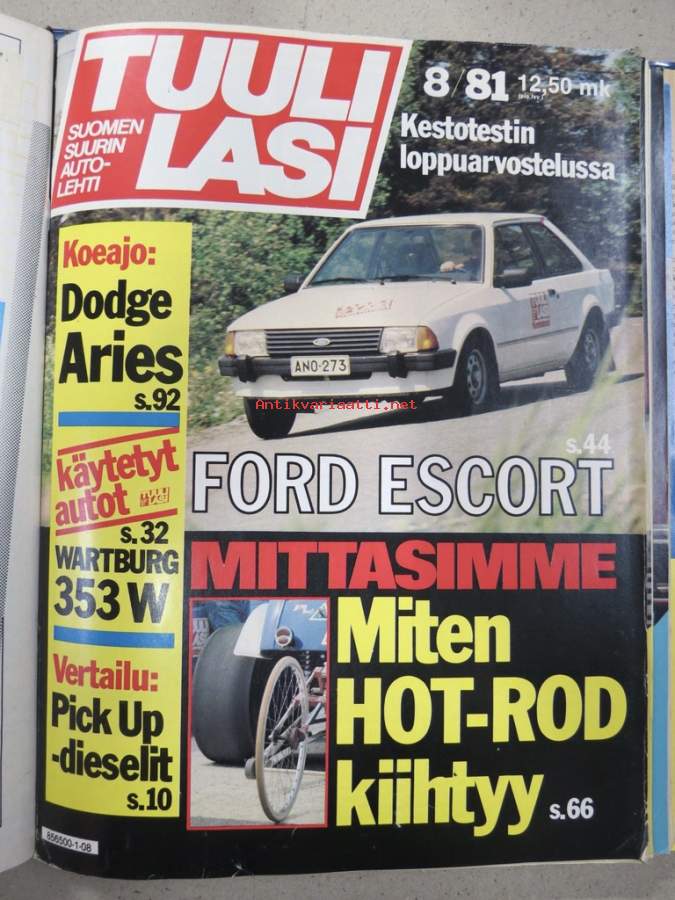 TUULI
LASI
SUOMEN
SUURIN
AUTO-
LEHTI
8/81 12,50 mk
Kestotestin
loppuarvostelussa
ANO-273
Koeajo:
Dodge
Aries
s.92
käytetyt
autot
TUULI
LASI
s.32
WARTBURG
353 W
Vertailu:
Pick Up
-dieselit
s.10
Antikvariaatti.net
s.44
FORD ESCORT
MITTASIMME
Miten
HOT-ROD
kiihtyy s.66
856500-1-08